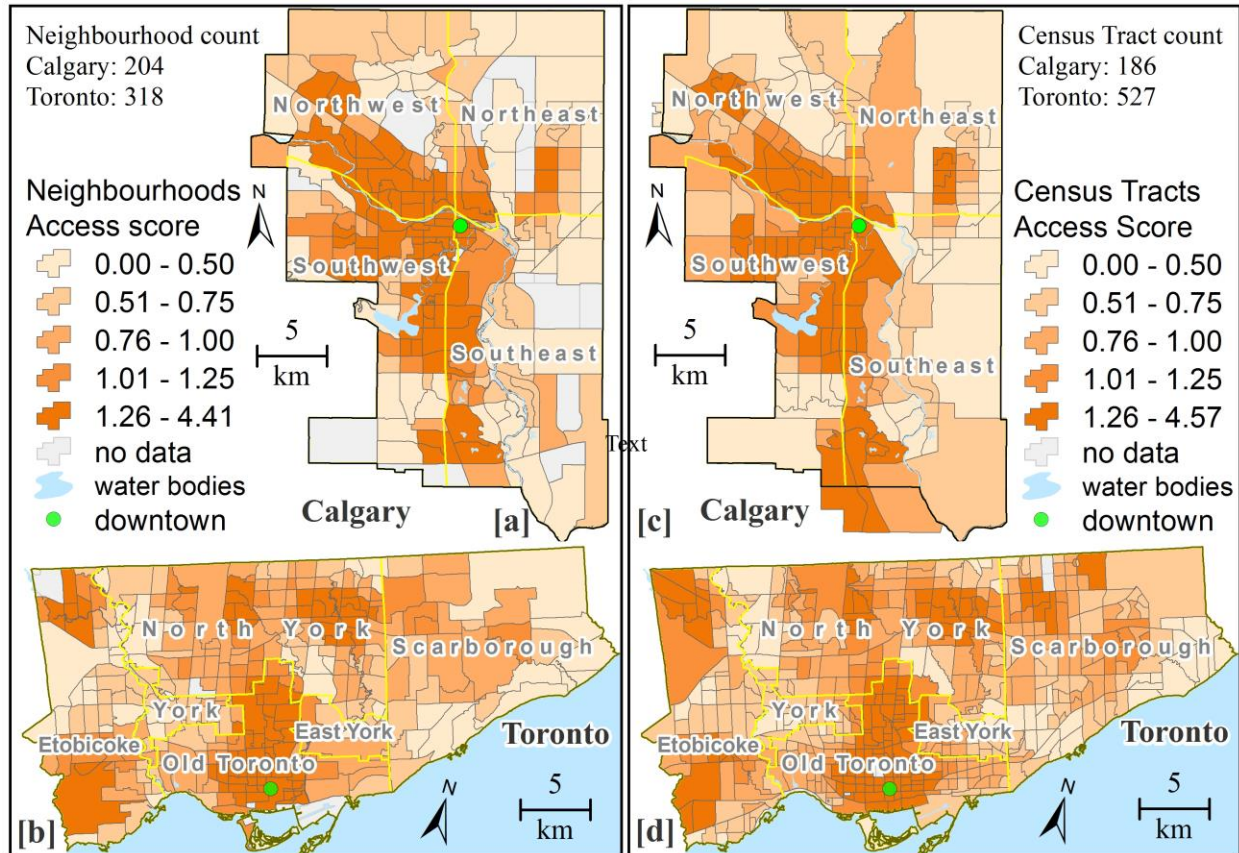 Neighbourhood count
Calgary: 204
Toronto: 318
Northwest
Northeast
Neighbourhoods
Access score
0.00 - 0.50
0.51 - 0.75
0.76 - 1.00
1.01 - 1.25
1.26 - 4.41
no data
water bodies
downtown
N
Southwest
5
km
Southeast
Text
Calgary
[a]
Census Tract count
Calgary: 186
Toronto: 527
Northwest
Northeast
N
Southwest
5
km
Southeast
Census Tracts
Access Score
0.00 - 0.50
0.51 - 0.75
0.76 - 1.00
1.01 - 1.25
1.26 - 4.57
no data
water bodies
downtown
Calgary
[c]
North York
Scarborough
York
East York
Etobicoke
Old Toronto
Toronto
N
5
km
[b]
North York
Scarborough
York
East York
Etobicoke
Old Toronto
Toronto
N
5
km
[d]